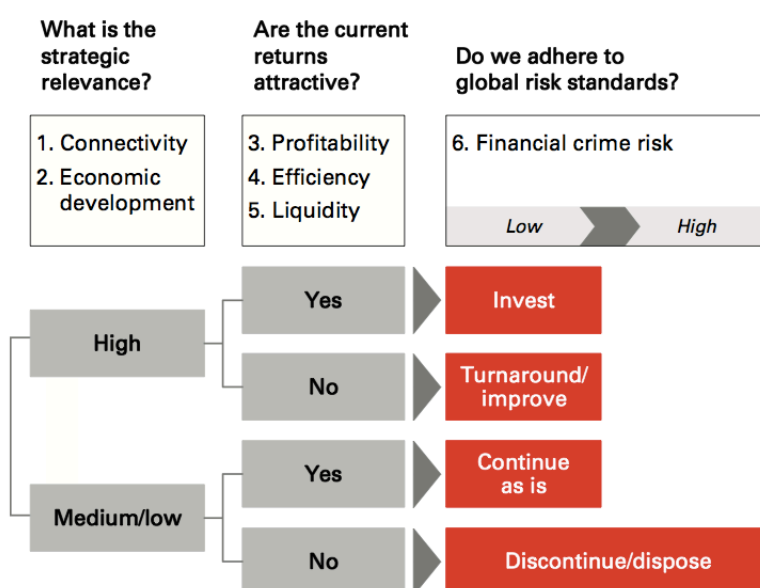 What is the
strategic
relevance?
Are the current
returns
attractive?
Do we adhere to
global risk standards?
1. Connectivity
2. Economic
development
3. Profitability
4. Efficiency
5. Liquidity
6. Financial crime risk
Low
High
High
Yes
Invest
No
Turnaround/
improve
Medium/low
Yes
Continue
as is
No
Discontinue/dispose